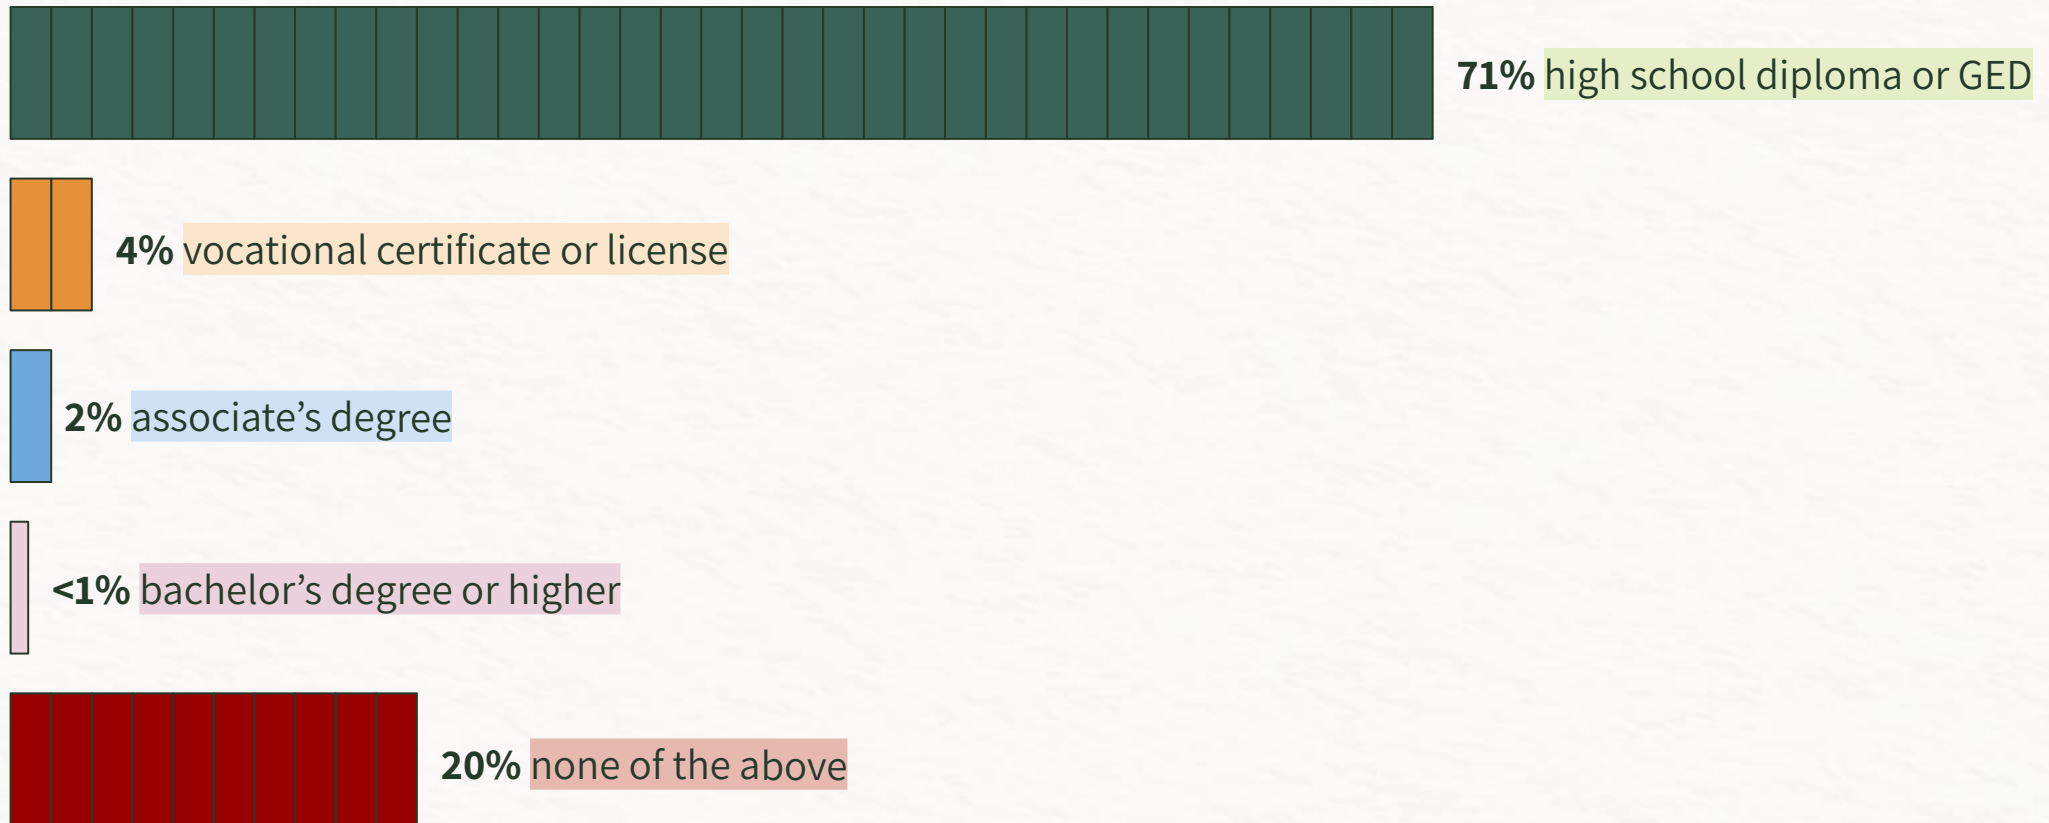 71% high school diploma or GED
4% vocational certificate or license
2% associate’s degree
<1% bachelor’s degree or higher
20% none of the above